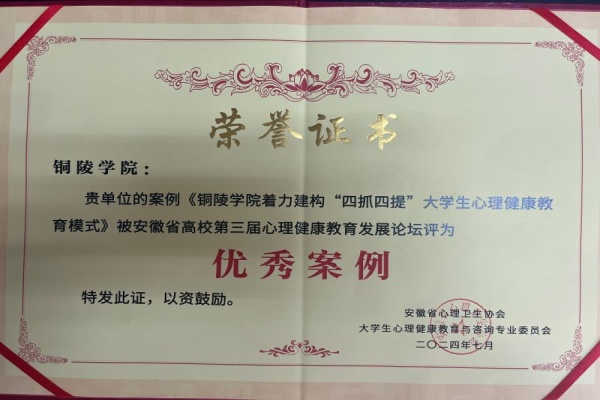 荣誉证书
铜陵学院：
贵单位的案例《铜陵学院着力建构“四抓四提”大学生心理健康教
育模式》被安徽省高校第三届心理健康教育发展论坛评为
优秀案例
特发此证，以资鼓励。
安徽省心理卫生协会
大学生心理健康教育与咨询专业委员会
二〇二四年七月